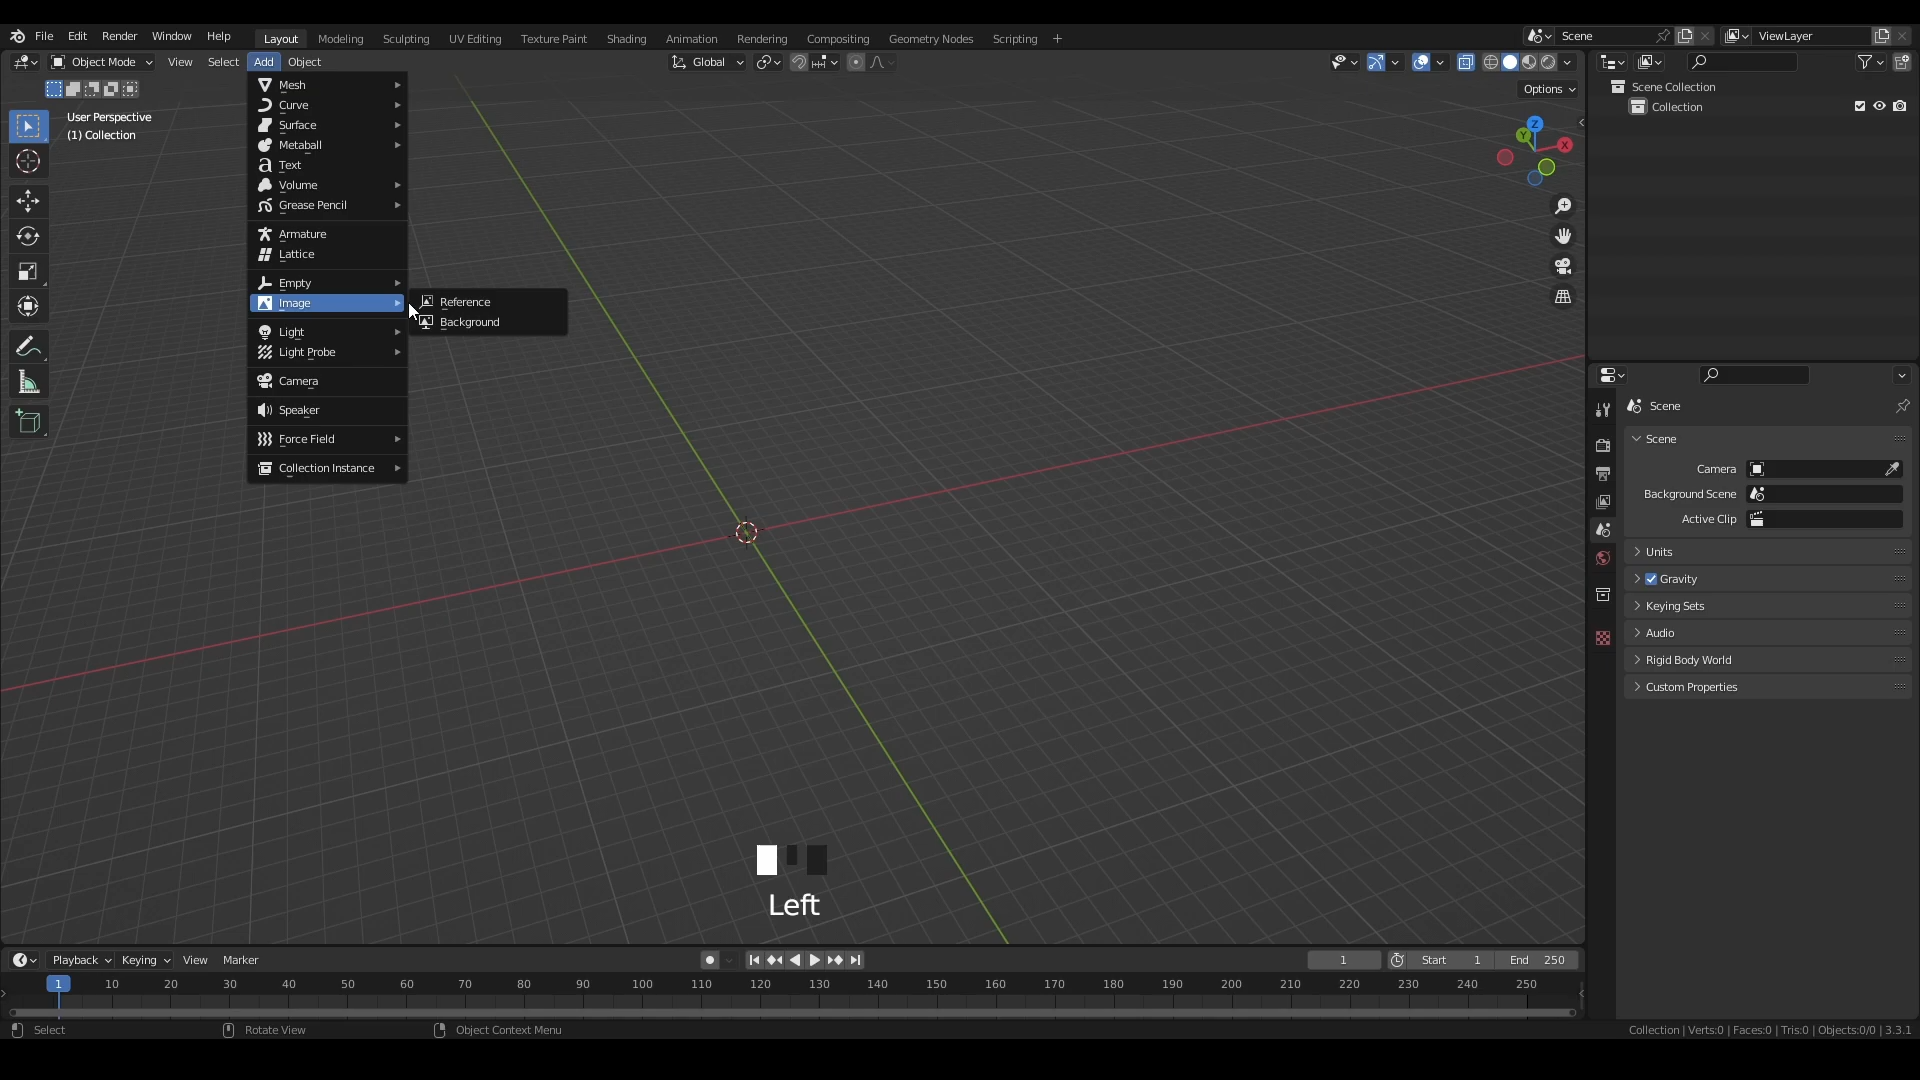 File Edit Render Window Help Layout Modeling Sculpting UV Editing Texture Paint Shading Animation Rendering Compositing Geometry Nodes Scripting + Scene ViewLayer
Object Mode View Select Add Object Global
Options
User Perspective
(1) Collection
Mesh
Curve
Surface
Metaball
Text
Volume
Grease Pencil
Armature
Lattice
Empty
Image
Light
Light Probe
Camera
Speaker
Force Field
Collection Instance
Reference
Background
Z
Y
X
Scene Collection
Collection
Scene
Scene
Camera
Background Scene
Active Clip
Units
Gravity
Keying Sets
Audio
Rigid Body World
Custom Properties
Left
Playback Keying View Marker 1 Start 1 End 250
1 10 20 30 40 50 60 70 80 90 100 110 120 130 140 150 160 170 180 190 200 210 220 230 240 250
Select Rotate View Object Context Menu Collection | Verts:0 | Faces:0 | Tris:0 | Objects:0/0 | 3.3.1